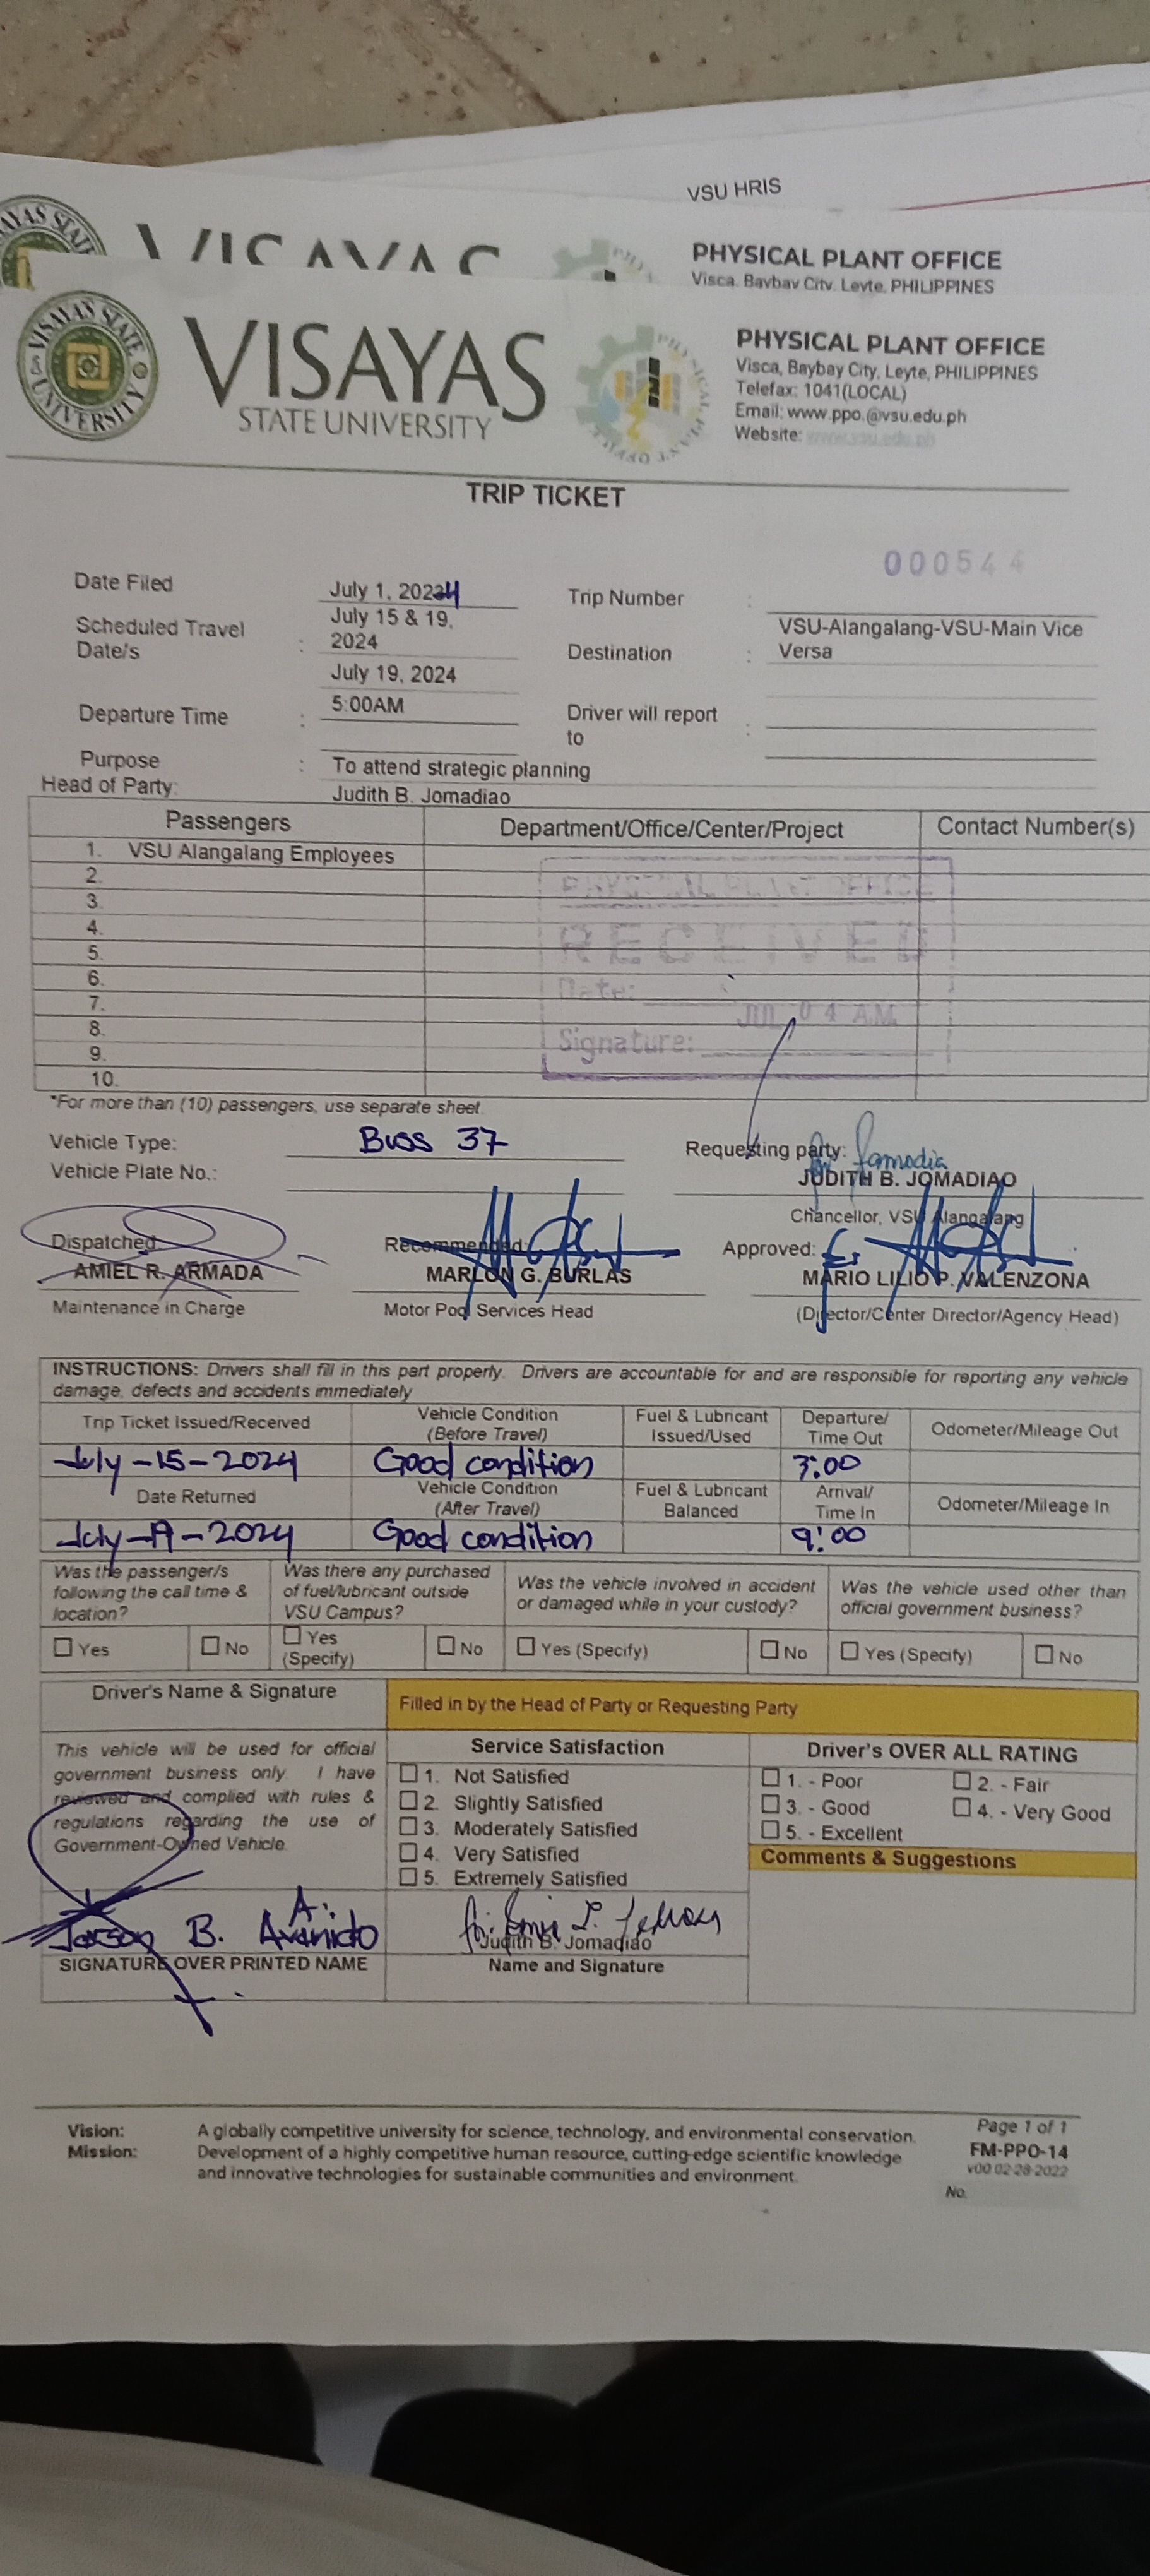 VSU HRIS
VISAYAS
PHYSICAL PLANT OFFICE
Visca, Baybay City, Leyte, PHILIPPINES
VISAYAS STATE UNIVERSITY
VISAYAS
STATE UNIVERSITY
PHYSICAL PLANT OFFICE
Visca, Baybay City, Leyte, PHILIPPINES
Telefax: 1041(LOCAL)
Email: www.ppo.@vsu.edu.ph
Website: www.vsu.edu.ph
TRIP TICKET
000544
Date Filed July 1, 2024 Trip Number :
Scheduled Travel Date/s : July 15 & 19, 2024 Destination : VSU-Alangalang-VSU-Main Vice Versa
July 19, 2024
Departure Time : 5:00AM Driver will report to :
Purpose : To attend strategic planning
Head of Party: Judith B. Jomadiao
Passengers Department/Office/Center/Project Contact Number(s)
1. VSU Alangalang Employees
2.
3.
4.
5.
6.
7.
8.
9.
10.
PHYSICAL PLANT OFFICE
RECEIVED
Date:
JUL 04 A.M.
Signature:
*For more than (10) passengers, use separate sheet.
Vehicle Type: Buss 37 Requesting party:
Vehicle Plate No.: JUDITH B. JOMADIAO
Chancellor, VSU Alangalang
Dispatched: Recommended: Approved:
AMIEL R. ARMADA MARLON G. BURLAS MARIO LILIO P. VALENZONA
Maintenance in Charge Motor Pool Services Head (Director/Center Director/Agency Head)
INSTRUCTIONS: Drivers shall fill in this part properly. Drivers are accountable for and are responsible for reporting any vehicle
damage, defects and accidents immediately
Trip Ticket Issued/Received Vehicle Condition (Before Travel) Fuel & Lubricant Issued/Used Departure/ Time Out Odometer/Mileage Out
July-15-2024 Good condition 3:00
Date Returned Vehicle Condition (After Travel) Fuel & Lubricant Balanced Arrival/ Time In Odometer/Mileage In
July-19-2024 Good condition 9:00
Was the passenger/s following the call time & location? Was there any purchased of fuel/lubricant outside VSU Campus? Was the vehicle involved in accident or damaged while in your custody? Was the vehicle used other than official government business?
Yes No Yes (Specify) No Yes (Specify) No Yes (Specify) No
Driver's Name & Signature Filled in by the Head of Party or Requesting Party
This vehicle will be used for official
government business only. I have
reviewed and complied with rules &
regulations regarding the use of
Government-Owned Vehicle.
Service Satisfaction
1. Not Satisfied
2. Slightly Satisfied
3. Moderately Satisfied
4. Very Satisfied
5. Extremely Satisfied
Driver's OVER ALL RATING
1. - Poor 2. - Fair
3. - Good 4. - Very Good
5. - Excellent
Comments & Suggestions
B. Judith B. Jomadiao
SIGNATURE OVER PRINTED NAME Name and Signature
Vision: A globally competitive university for science, technology, and environmental conservation.
Mission: Development of a highly competitive human resource, cutting-edge scientific knowledge
and innovative technologies for sustainable communities and environment.
Page 1 of 1
FM-PPO-14
v00 02-28-2022
No.